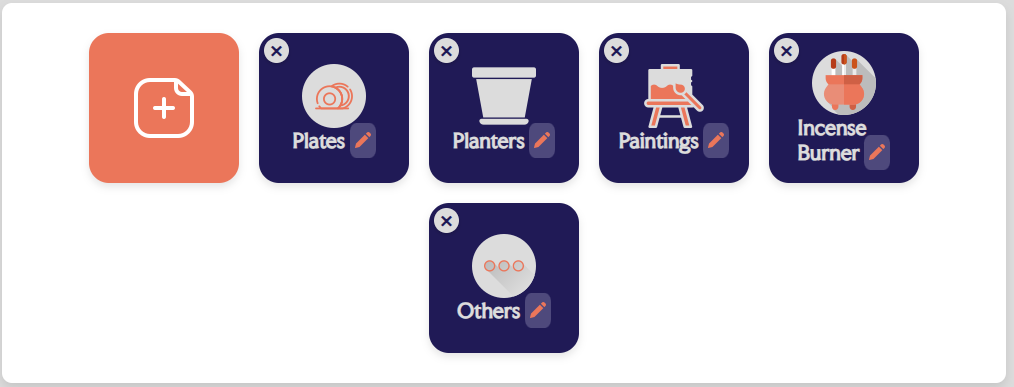 Plates
Planters
Paintings
Incense
Burner
Others